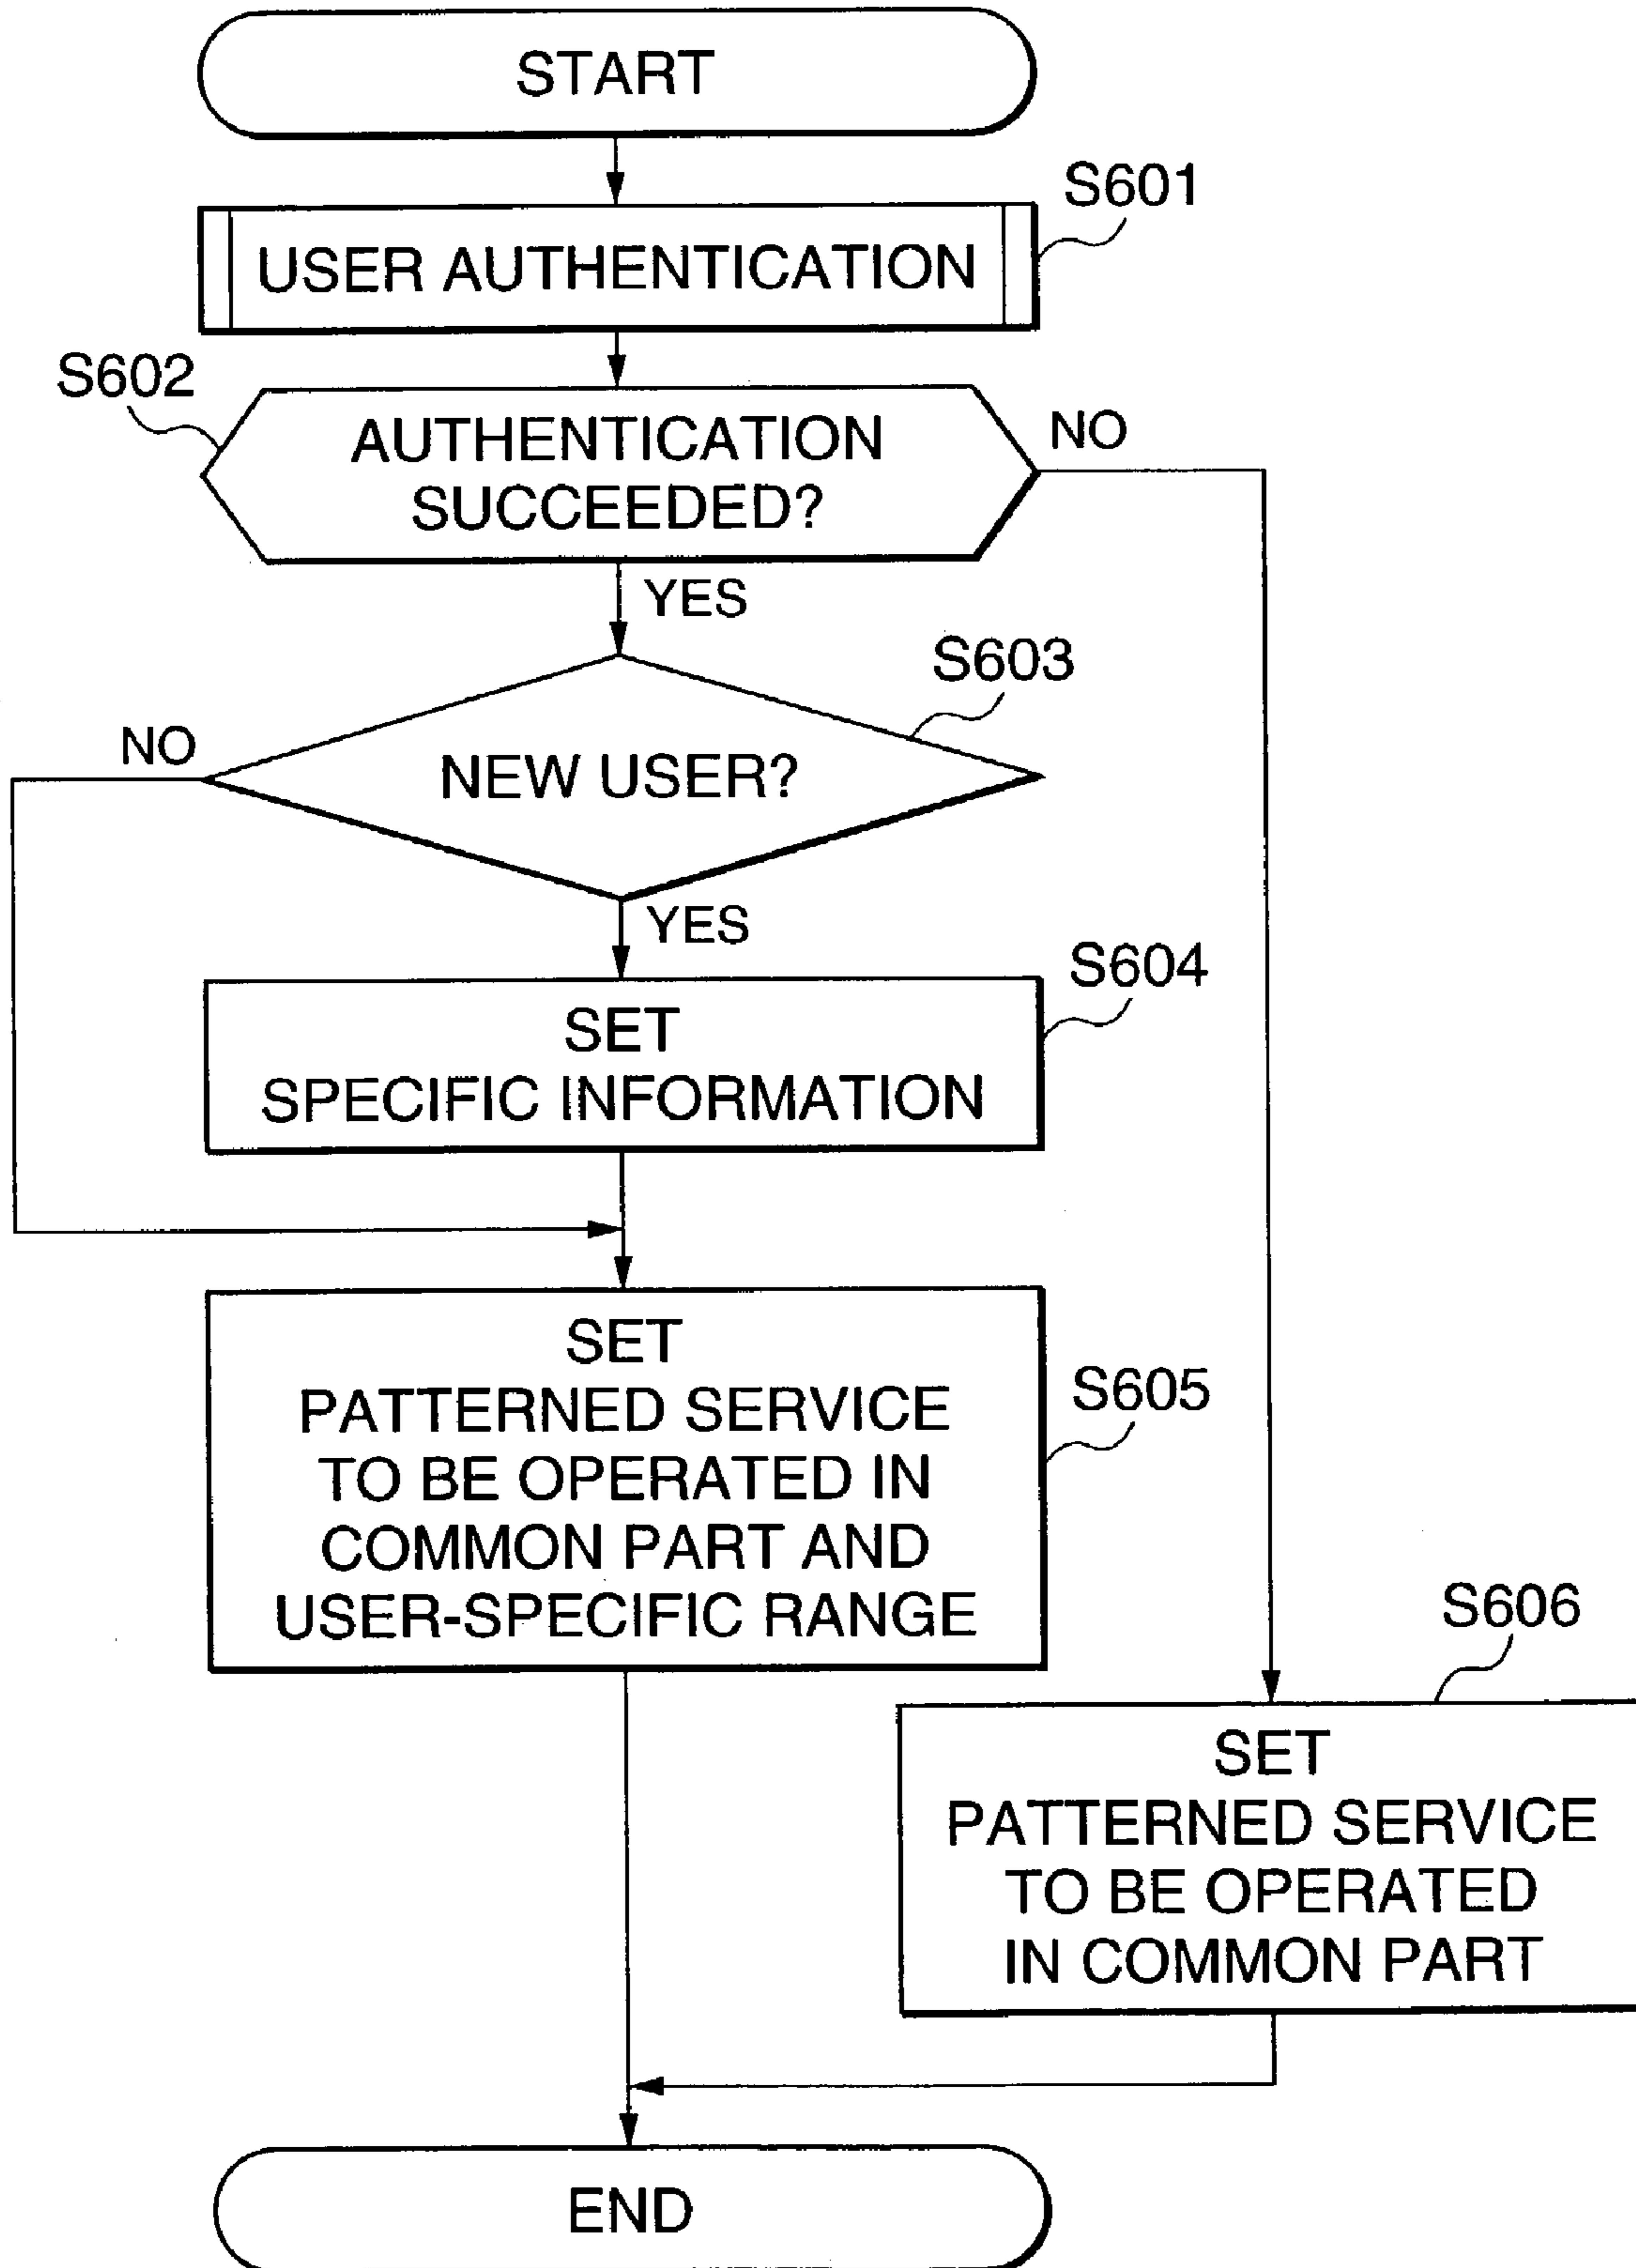 START
S601
USER AUTHENTICATION
S602
AUTHENTICATION
SUCCEEDED?
NO
YES
S603
NO
NEW USER?
YES
S604
SET
SPECIFIC INFORMATION
SET
PATTERNED SERVICE
TO BE OPERATED IN
COMMON PART AND
USER-SPECIFIC RANGE
S605
S606
SET
PATTERNED SERVICE
TO BE OPERATED
IN COMMON PART
END